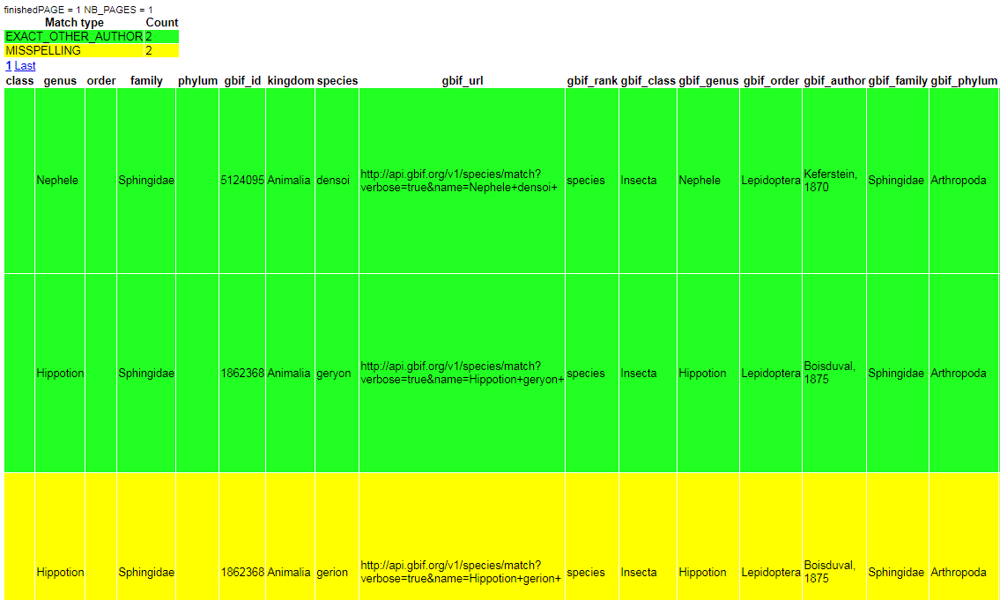 finishedPAGE = 1 NB_PAGES = 1
Match type Count
EXACT_OTHER_AUTHOR 2
MISSPELLING 2
1 Last
class genus order family phylum gbif_id kingdom species gbif_url gbif_rank gbif_class gbif_genus gbif_order gbif_author gbif_family gbif_phylum
Nephele Sphingidae 5124095 Animalia densoi http://api.gbif.org/v1/species/match? species Insecta Nephele Lepidoptera Keferstein, Sphingidae Arthropoda
verbose=true&name=Nephele+densoi+ 1870
Hippotion Sphingidae 1862368 Animalia geryon http://api.gbif.org/v1/species/match? species Insecta Hippotion Lepidoptera Boisduval, Sphingidae Arthropoda
verbose=true&name=Hippotion+geryon+ 1875
Hippotion Sphingidae 1862368 Animalia gerion http://api.gbif.org/v1/species/match? species Insecta Hippotion Lepidoptera Boisduval, Sphingidae Arthropoda
verbose=true&name=Hippotion+gerion+ 1875